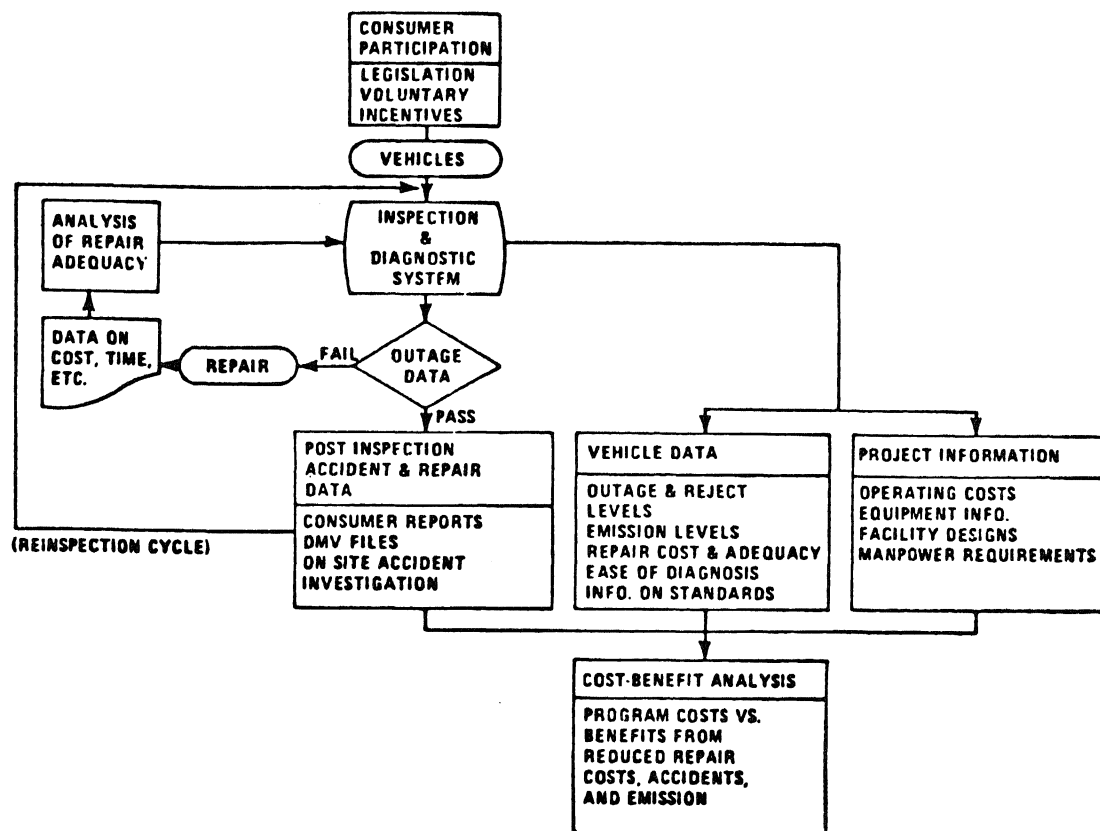 CONSUMER
PARTICIPATION
LEGISLATION
VOLUNTARY
INCENTIVES
VEHICLES
INSPECTION
&
DIAGNOSTIC
SYSTEM
ANALYSIS
OF REPAIR
ADEQUACY
DATA ON
COST, TIME,
ETC.
REPAIR
FAIL
OUTAGE
DATA
PASS
POST INSPECTION
ACCIDENT & REPAIR
DATA
CONSUMER REPORTS
DMV FILES
ON SITE ACCIDENT
INVESTIGATION
(REINSPECTION CYCLE)
VEHICLE DATA
OUTAGE & REJECT
LEVELS
EMISSION LEVELS
REPAIR COST & ADEQUACY
EASE OF DIAGNOSIS
INFO. ON STANDARDS
PROJECT INFORMATION
OPERATING COSTS
EQUIPMENT INFO.
FACILITY DESIGNS
MANPOWER REQUIREMENTS
COST-BENEFIT ANALYSIS
PROGRAM COSTS VS.
BENEFITS FROM
REDUCED REPAIR
COSTS, ACCIDENTS,
AND EMISSION